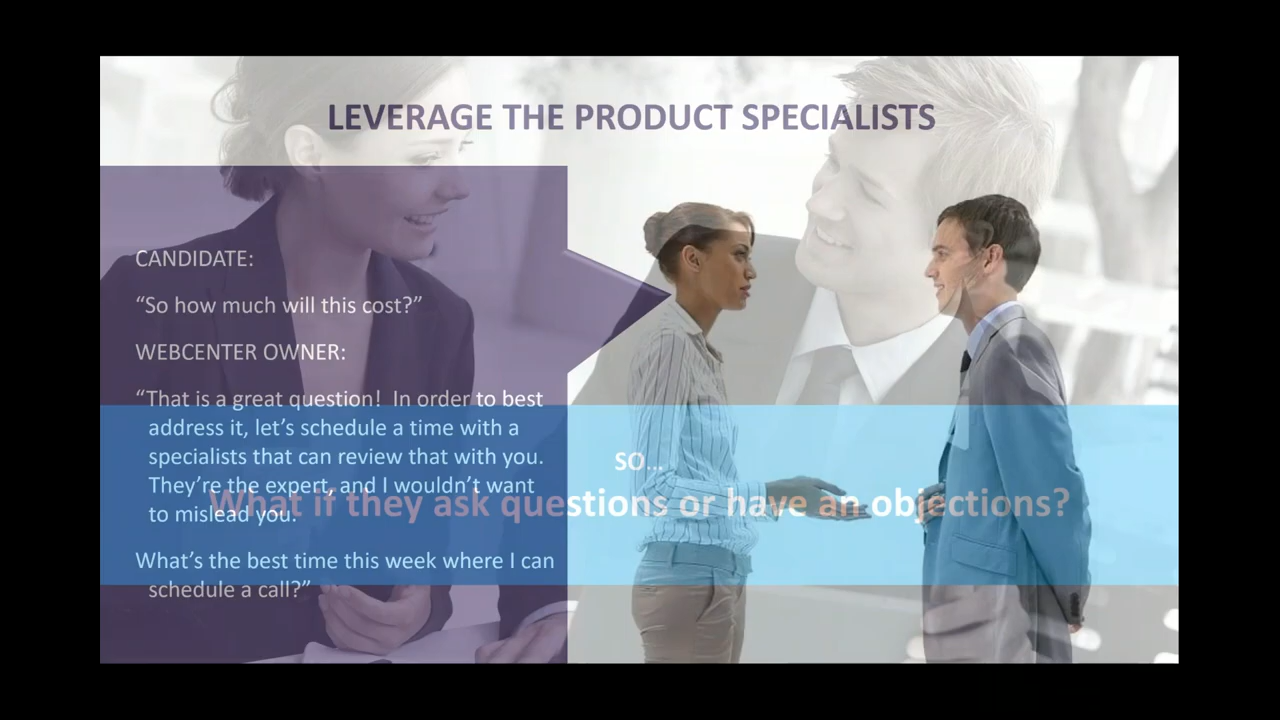 LEVERAGE THE PRODUCT SPECIALISTS
CANDIDATE:
“So how much will this cost?”
WEBCENTER OWNER:
“That is a great question!  In order to best
address it, let’s schedule a time with a
specialists that can review that with you.
They’re the expert, and I wouldn’t want
to mislead you.
What’s the best time this week where I can
schedule a call?”
SO...
What if they ask questions or have an objections?